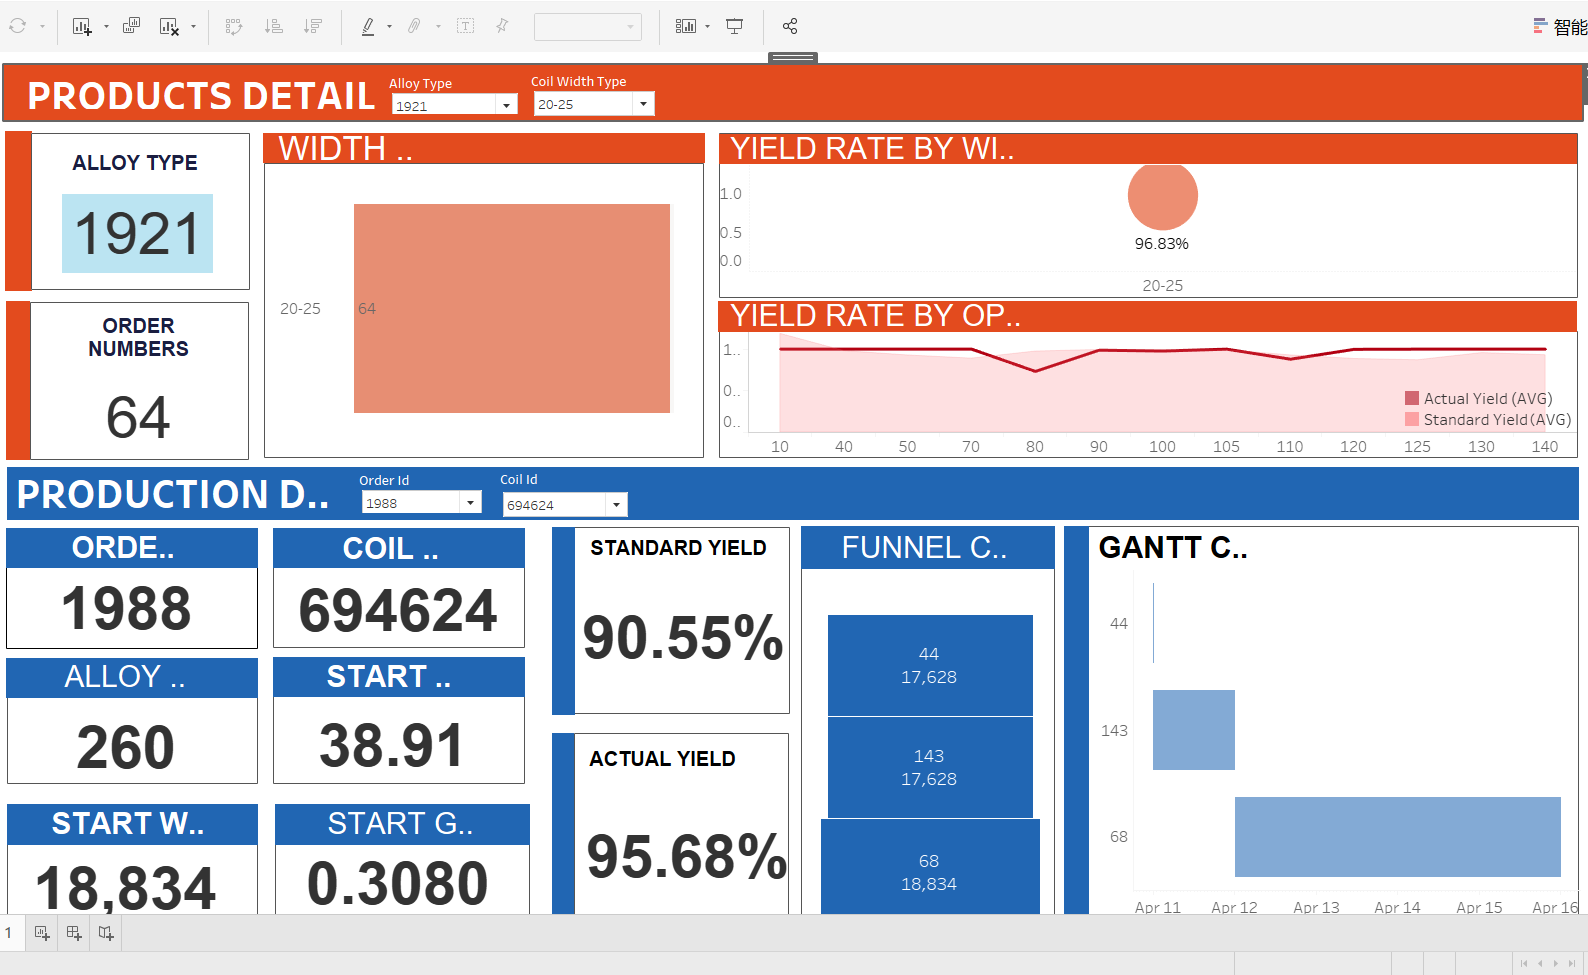 智能
PRODUCTS DETAIL
Alloy Type
1921
Coil Width Type
20-25
ALLOY TYPE
1921
ORDER
NUMBERS
64
WIDTH ..
20-25
64
YIELD RATE BY WI..
1.0
0.5
0.0
96.83%
20-25
YIELD RATE BY OP..
1..
0..
0..
Actual Yield (AVG)
Standard Yield (AVG)
10 40 50 70 80 90 100 105 110 120 125 130 140
PRODUCTION D..
Order Id
1988
Coil Id
694624
ORDE..
1988
COIL ..
694624
ALLOY ..
260
START ..
38.91
START W..
18,834
START G..
0.3080
STANDARD YIELD
90.55%
ACTUAL YIELD
95.68%
FUNNEL C..
44
17,628
143
17,628
68
18,834
GANTT C..
44
143
68
Apr 11 Apr 12 Apr 13 Apr 14 Apr 15 Apr 16
1